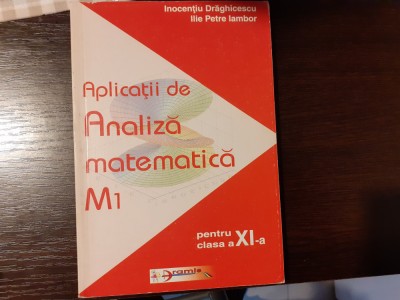 Inocențiu Drăghicescu
Ilie Petre Iambor
Aplicații de
Analiză
matematică
M1
pentru
clasa a XI-a